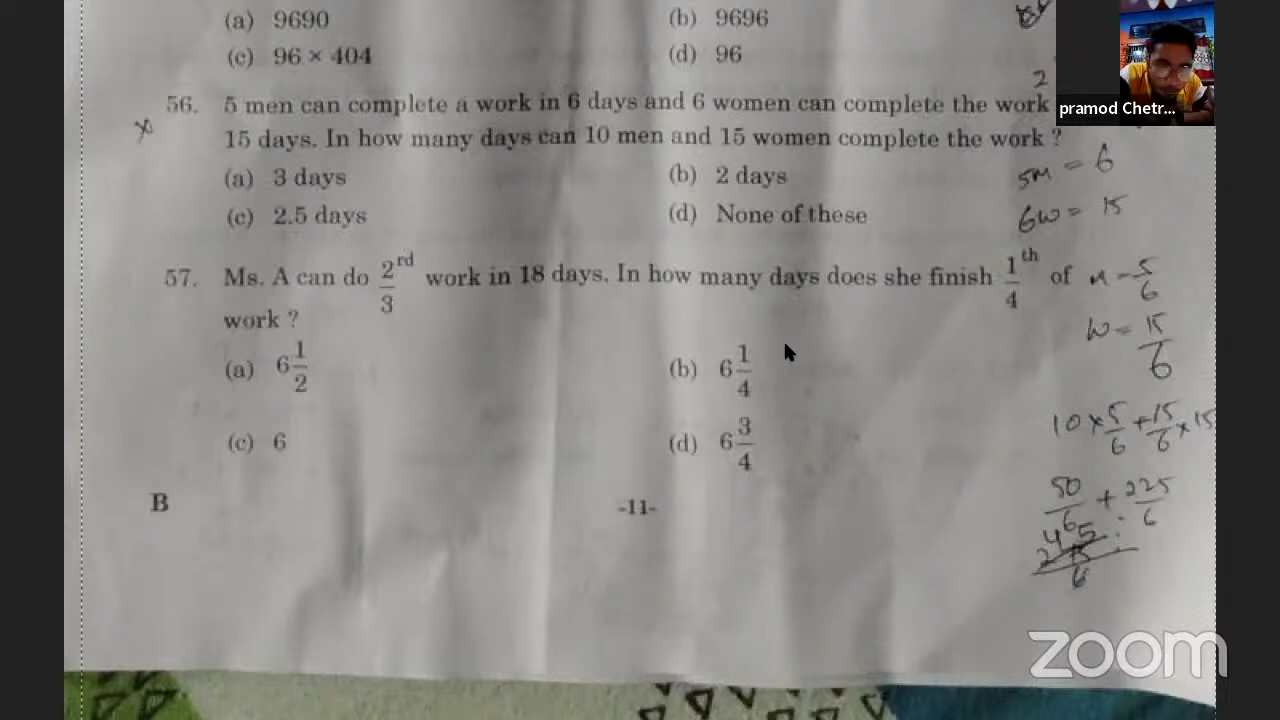 (a) 9690
(b) 9696
(c) 96 × 404
(d) 96
2
pramod Chetr...
56. 5 men can complete a work in 6 days and 6 women can complete the work
15 days. In how many days can 10 men and 15 women complete the work ?
(a) 3 days
(b) 2 days
(c) 2.5 days
(d) None of these
5M = 6
6W = 15
57. Ms. A can do 2/3 rd work in 18 days. In how many days does she finish 1/4 th of
work ?
(a) 6 1/2
(b) 6 1/4
(c) 6
(d) 6 3/4
M - 5/6
W = 15/6
10 × 5/6 + 15/6 × 15
50/6 + 225/6
B
-11-
zoom